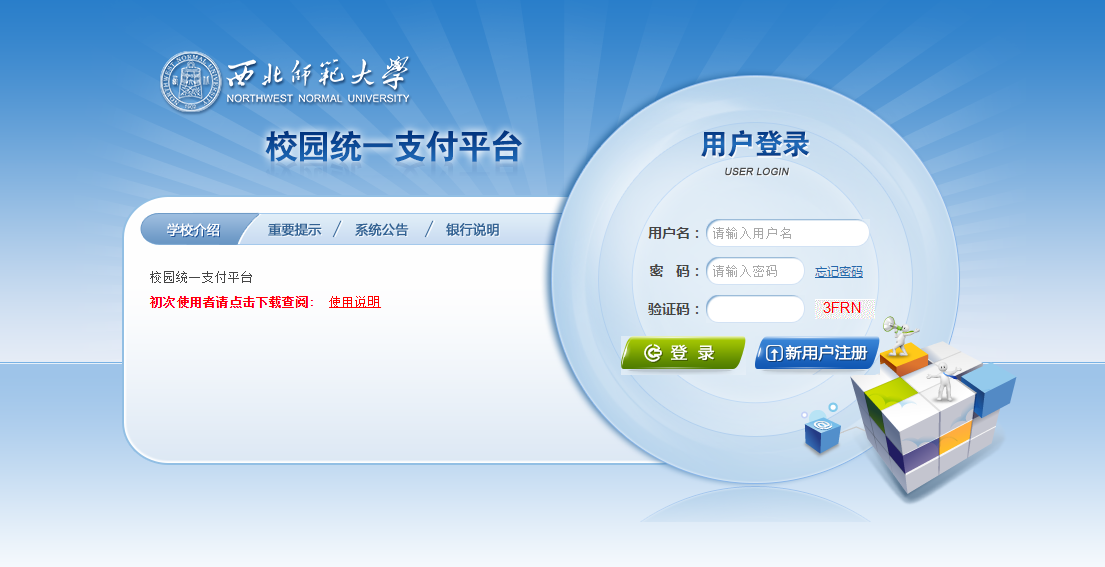 西北师范大学
NORTHWEST NORMAL UNIVERSITY
校园统一支付平台
用户登录
USER LOGIN
学校介绍 / 重要提示 / 系统公告 / 银行说明
校园统一支付平台
初次使用者请点击下载查阅： 使用说明
用户名： 请输入用户名
密 码： 请输入密码 忘记密码
验证码： 3FRN
登 录 新用户注册
@